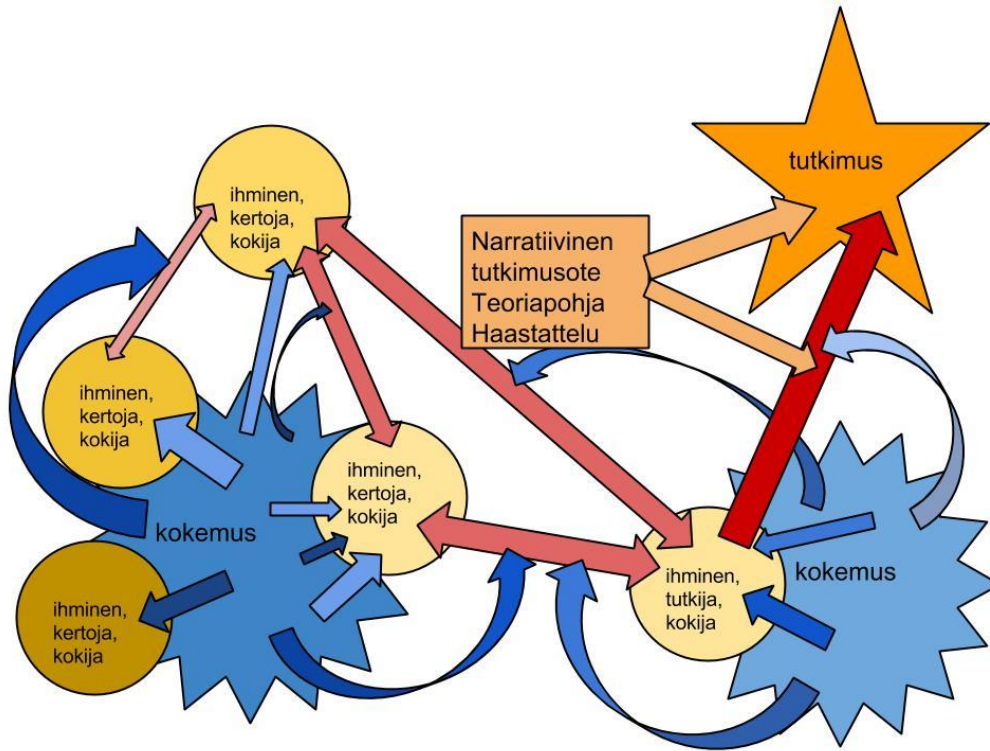 tutkimus
ihminen,
kertoja,
kokija
Narratiivinen
tutkimusote
Teoriapohja
Haastattelu
ihminen,
kertoja,
kokija
ihminen,
kertoja,
kokija
kokemus
ihminen,
tutkija,
kokija
kokemus
ihminen,
kertoja,
kokija